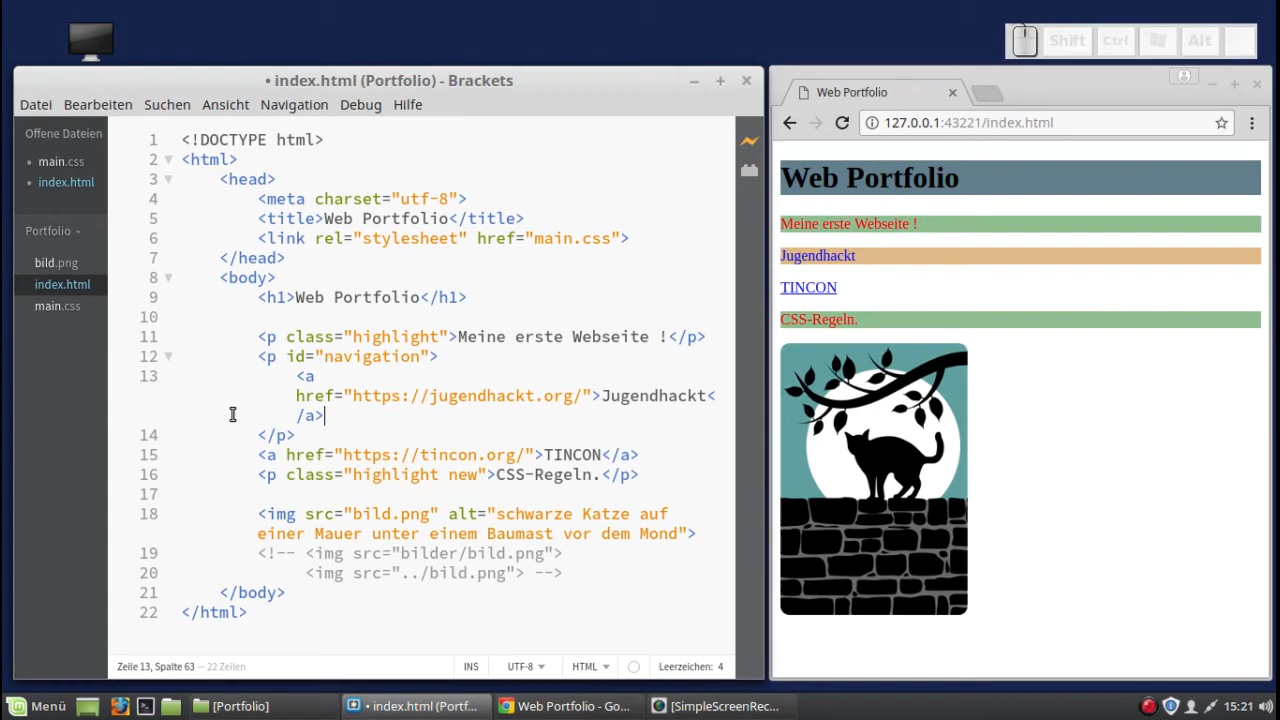 Shift Ctrl Alt
• index.html (Portfolio) - Brackets
Datei Bearbeiten Suchen Ansicht Navigation Debug Hilfe
Offene Dateien
• main.css
• index.html
Portfolio
bild.png
index.html
main.css
1 <!DOCTYPE html>
2 <html>
3 <head>
4 <meta charset="utf-8">
5 <title>Web Portfolio</title>
6 <link rel="stylesheet" href="main.css">
7 </head>
8 <body>
9 <h1>Web Portfolio</h1>
10
11 <p class="highlight">Meine erste Webseite !</p>
12 <p id="navigation">
13 <a
href="https://jugendhackt.org/">Jugendhackt<
/a>
14 </p>
15 <a href="https://tincon.org/">TINCON</a>
16 <p class="highlight new">CSS-Regeln.</p>
17
18 <img src="bild.png" alt="schwarze Katze auf
einer Mauer unter einem Baumast vor dem Mond">
19 <!-- <img src="bilder/bild.png">
20 <img src="../bild.png"> -->
21 </body>
22 </html>
Zeile 13, Spalte 63 — 22 Zeilen INS UTF-8 HTML Leerzeichen: 4
Web Portfolio
127.0.0.1:43221/index.html
Web Portfolio
Meine erste Webseite !
Jugendhackt
TINCON
CSS-Regeln.
Menü [Portfolio] • index.html (Portf... Web Portfolio - Go... [SimpleScreenRec... 15:21